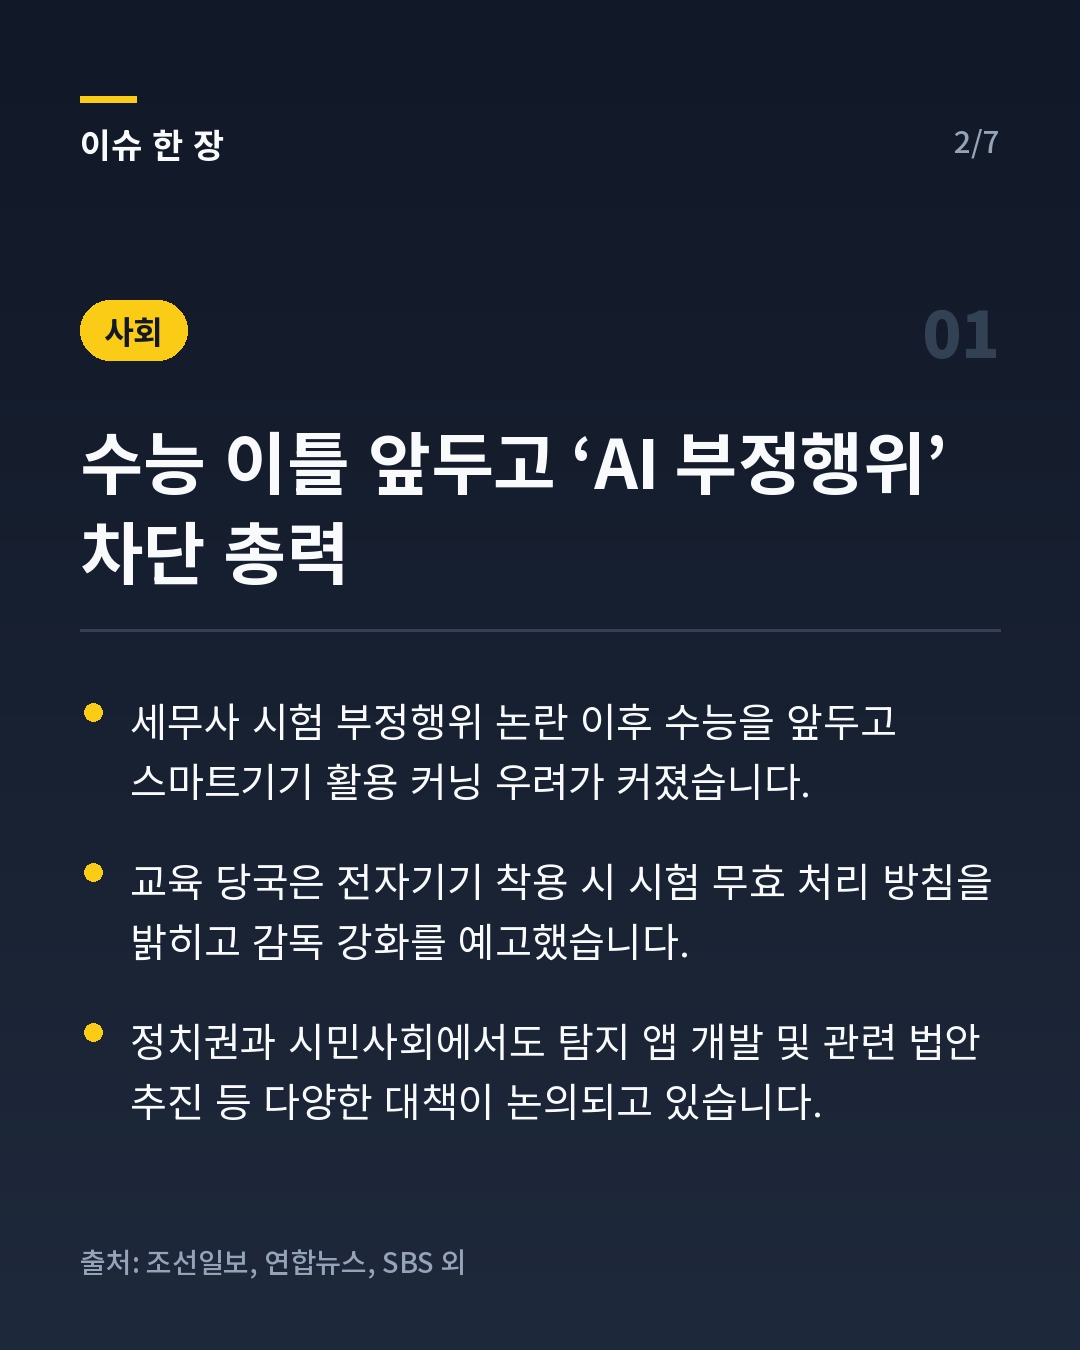 이슈 한 장
2/7
사회
01
수능 이틀 앞두고 ‘AI 부정행위’
차단 총력
세무사 시험 부정행위 논란 이후 수능을 앞두고
스마트기기 활용 커닝 우려가 커졌습니다.
교육 당국은 전자기기 착용 시 시험 무효 처리 방침을
밝히고 감독 강화를 예고했습니다.
정치권과 시민사회에서도 탐지 앱 개발 및 관련 법안
추진 등 다양한 대책이 논의되고 있습니다.
출처: 조선일보, 연합뉴스, SBS 외